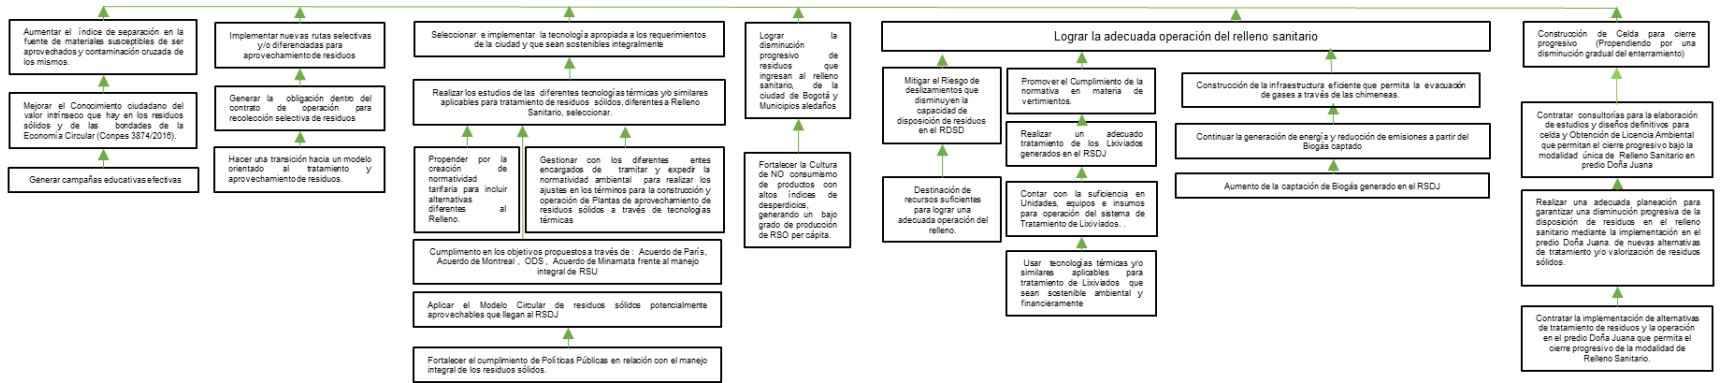 Aumentar el índice de separación en la
fuente de materiales susceptibles de ser
aprovechados y contaminación cruzada de
los mismos.
Mejorar el Conocimiento ciudadano del
valor intrínseco que hay en los residuos
sólidos y de las bondades de la
Economía Circular (Conpes 3874/2016).
Generar campañas educativas efectivas
Implementar nuevas rutas selectivas
y/o diferenciadas para
aprovechamiento de residuos
Generar la obligación dentro del
contrato de operación para
recolección selectiva de residuos
Hacer una transición hacia un modelo
orientado al tratamiento y
aprovechamiento de residuos.
Seleccionar e implementar la tecnología apropiada a los requerimientos
de la ciudad y que sean sostenibles integralmente
Realizar los estudios de las diferentes tecnologías térmicas y/o similares
aplicables para tratamiento de residuos sólidos, diferentes a Relleno
Sanitario, seleccionar.
Propender por la
creación de
normatividad
tarifaria para incluir
alternativas
diferentes al
Relleno.
Gestionar con los diferentes entes
encargados de tramitar y expedir la
normatividad ambiental para realizar los
ajustes en los términos para la construcción y
operación de Plantas de aprovechamiento de
residuos sólidos a través de tecnologías
térmicas
Cumplimento en los objetivos propuestos a través de : Acuerdo de París,
Acuerdo de Montreal , ODS , Acuerdo de Minamata frente al manejo
integral de RSU
Aplicar el Modelo Circular de residuos sólidos potencialmente
aprovechables que llegan al RSDJ
Fortalecer el cumplimiento de Políticas Públicas en relación con el manejo
integral de los residuos sólidos.
Lograr la
disminución
progresivo de
residuos que
ingresan al relleno
sanitario, de la
ciudad de Bogotá y
Municipios aledaños
Fortalecer la Cultura
de NO consumismo
de productos con
altos índices de
desperdicios,
generando un bajo
grado de producción
de RSO per cápita.
Lograr la adecuada operación del relleno sanitario
Mitigar el Riesgo de
deslizamientos que
disminuyen la
capacidad de
disposición de residuos
en el RDSD
Destinación de
recursos suficientes
para lograr una
adecuada operación del
relleno.
Promover el Cumplimiento de la
normativa en materia de
vertimientos.
Realizar un adecuado
tratamiento de los Lixiviados
generados en el RSDJ
Contar con la suficiencia en
Unidades, equipos e insumos
para operación del sistema de
Tratamiento de Lixiviados. .
Usar tecnologías térmicas y/o
similares aplicables para
tratamiento de Lixiviados que
sean sostenible ambiental y
financieramente
Construcción de la infraestructura eficiente que permita la evacuación
de gases a través de las chimeneas.
Continuar la generación de energía y reducción de emisiones a partir del
Biogás captado
Aumento de la captación de Biogás generado en el RSDJ
Construcción de Celda para cierre
progresivo (Propendiendo por una
disminución gradual del enterramiento)
Contratar consultorías para la elaboración
de estudios y diseños definitivos para
celda y Obtención de Licencia Ambiental
que permitan el cierre progresivo bajo la
modalidad única de Relleno Sanitario en
predio Doña Juana
Realizar una adecuada planeación para
garantizar una disminución progresiva de la
disposición de residuos en el relleno
sanitario mediante la implementación en el
predio Doña Juana. de nuevas alternativas
de tratamiento y/o valorización de residuos
sólidos.
Contratar la implementación de alternativas
de tratamiento de residuos y la operación
en el predio Doña Juana que permita el
cierre progresivo de la modalidad de
Relleno Sanitario.